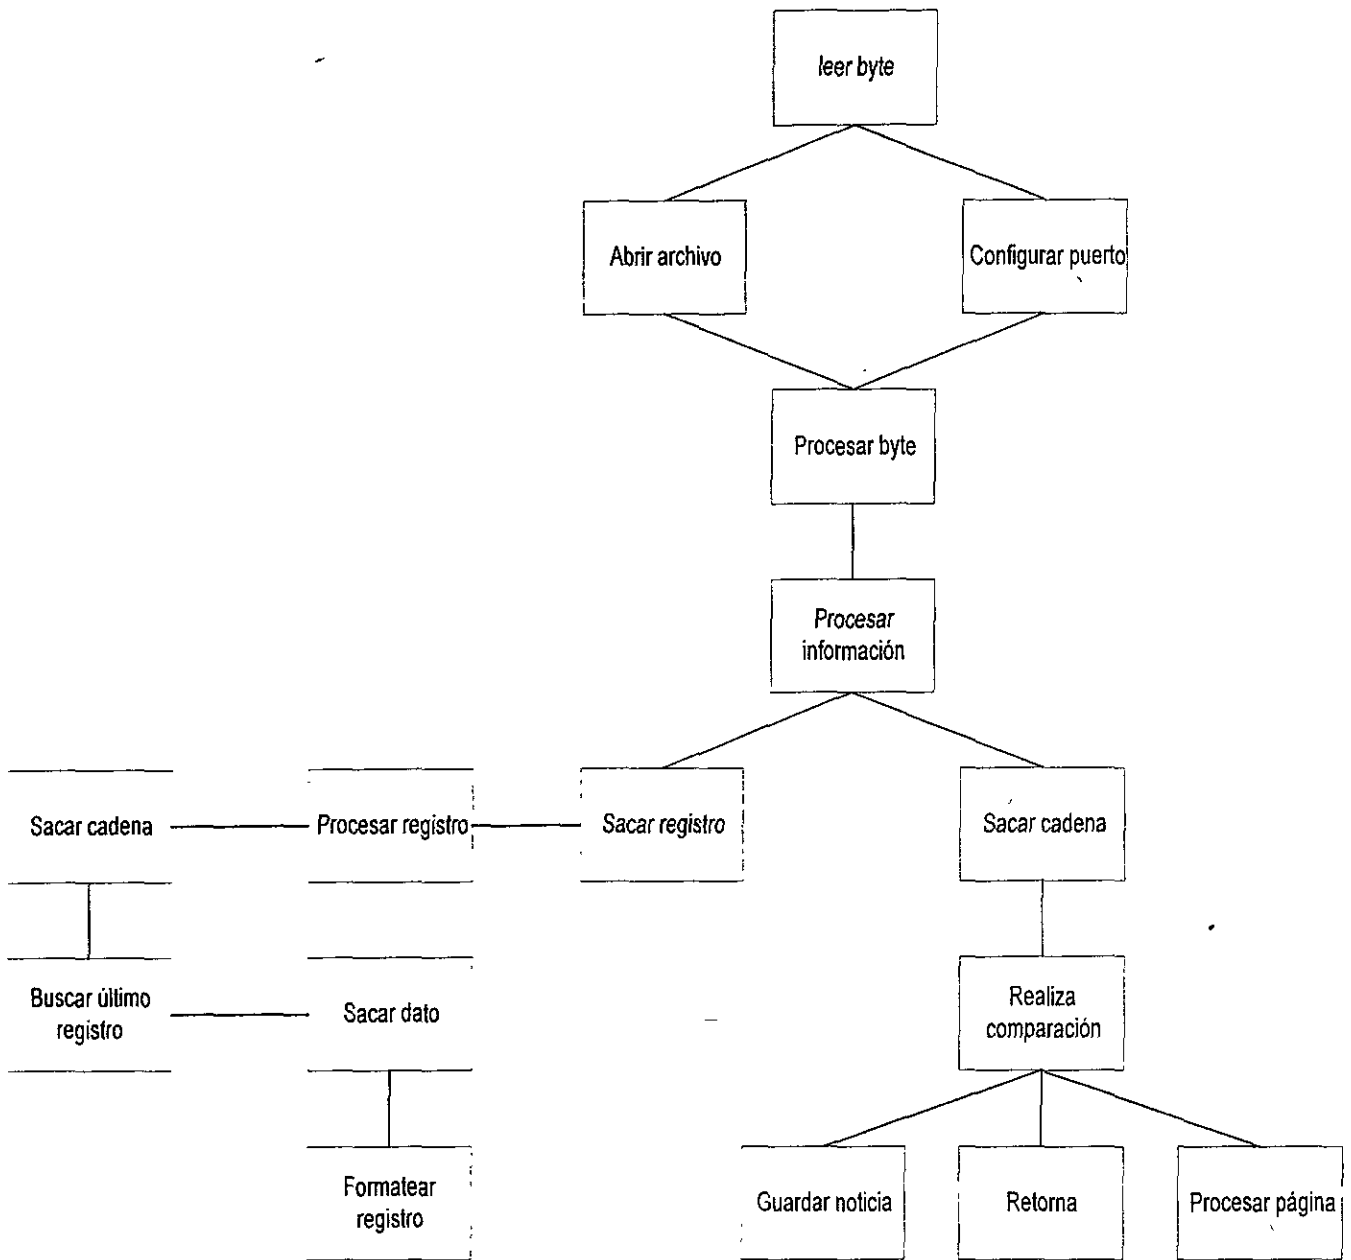 leer byte
Abrir archivo
Configurar puerto
Procesar byte
Procesar
información
Sacar cadena
Procesar registro
Sacar registro
Sacar cadena
Buscar último
registro
Sacar dato
Realiza
comparación
Formatear
registro
Guardar noticia
Retorna
Procesar página